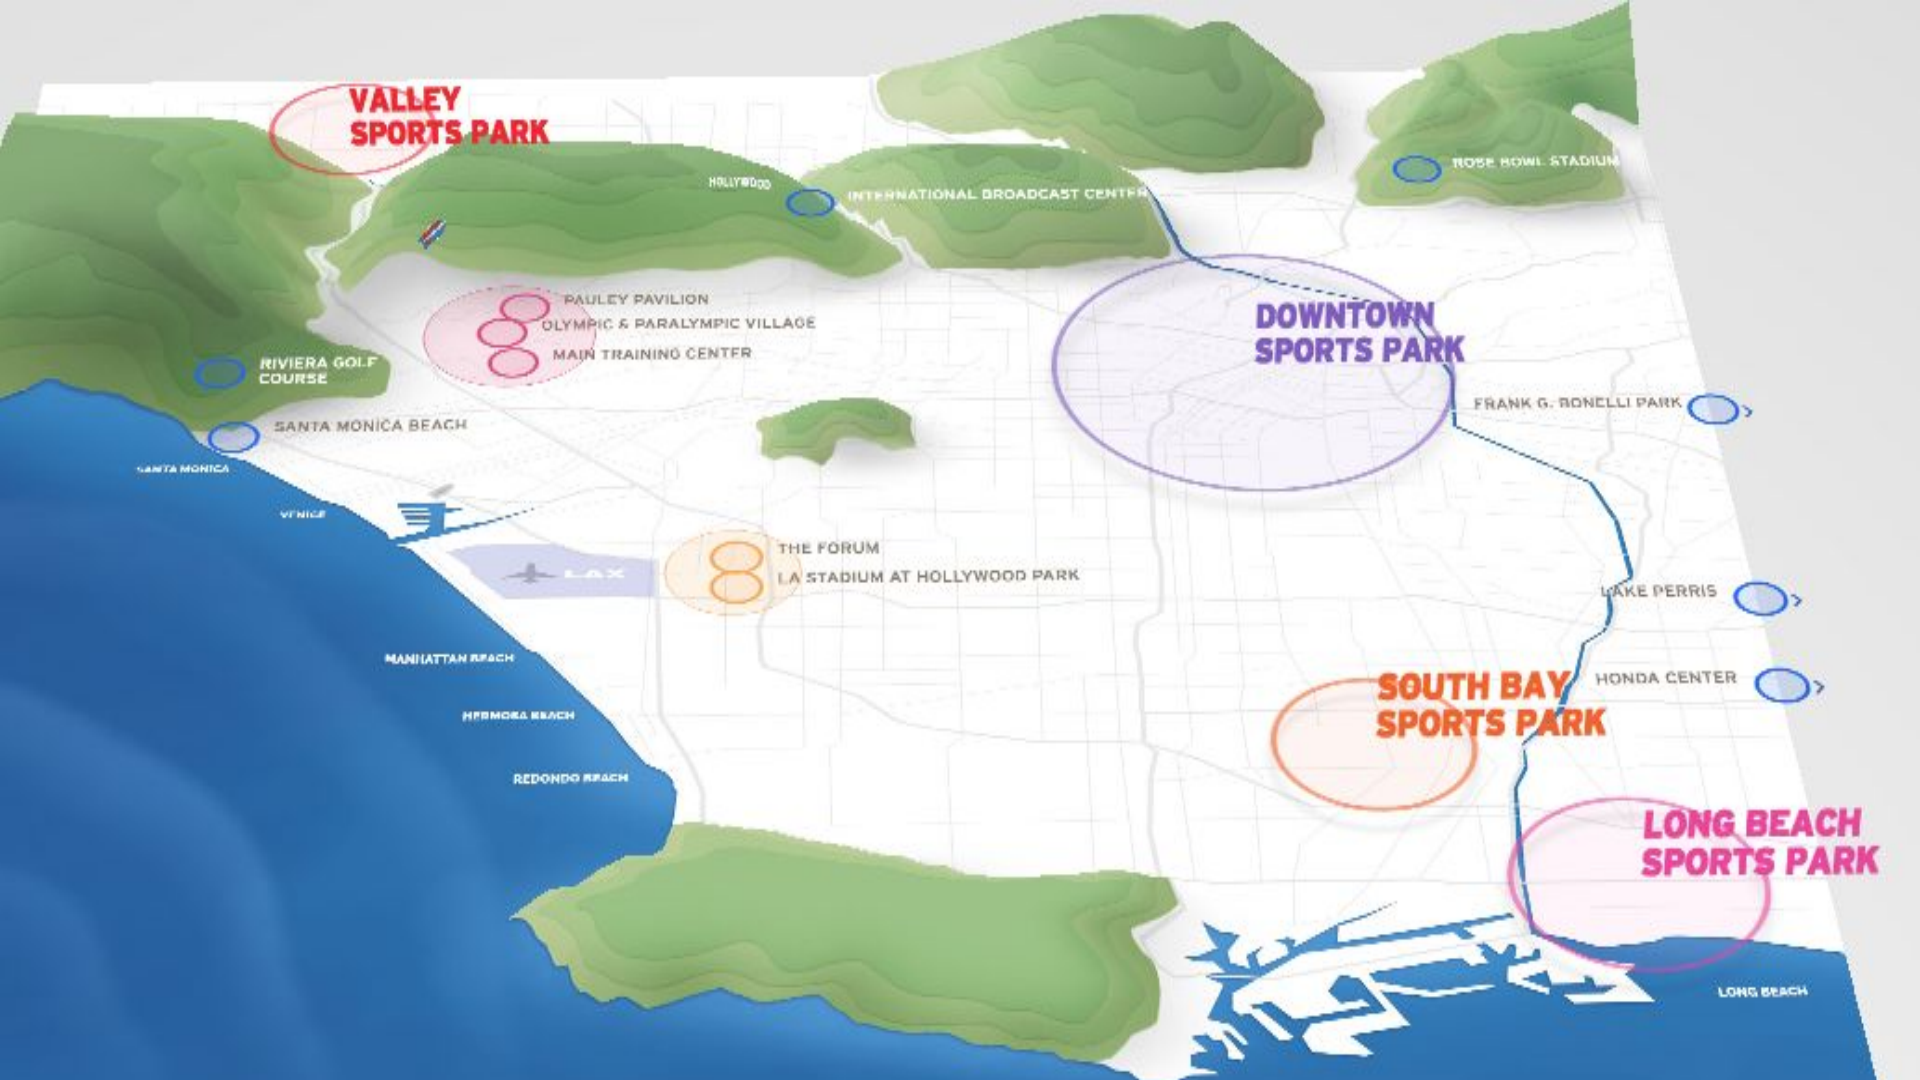 VALLEY
SPORTS PARK
HOLLYWOOD
INTERNATIONAL BROADCAST CENTER
ROSE BOWL STADIUM
PAULEY PAVILION
OLYMPIC & PARALYMPIC VILLAGE
MAIN TRAINING CENTER
DOWNTOWN
SPORTS PARK
RIVIERA GOLF
COURSE
SANTA MONICA BEACH
FRANK G. BONELLI PARK
SANTA MONICA
VENICE
THE FORUM
LAX
LA STADIUM AT HOLLYWOOD PARK
LAKE PERRIS
MANHATTAN BEACH
HONDA CENTER
SOUTH BAY
SPORTS PARK
HERMOSA BEACH
REDONDO BEACH
LONG BEACH
SPORTS PARK
LONG BEACH